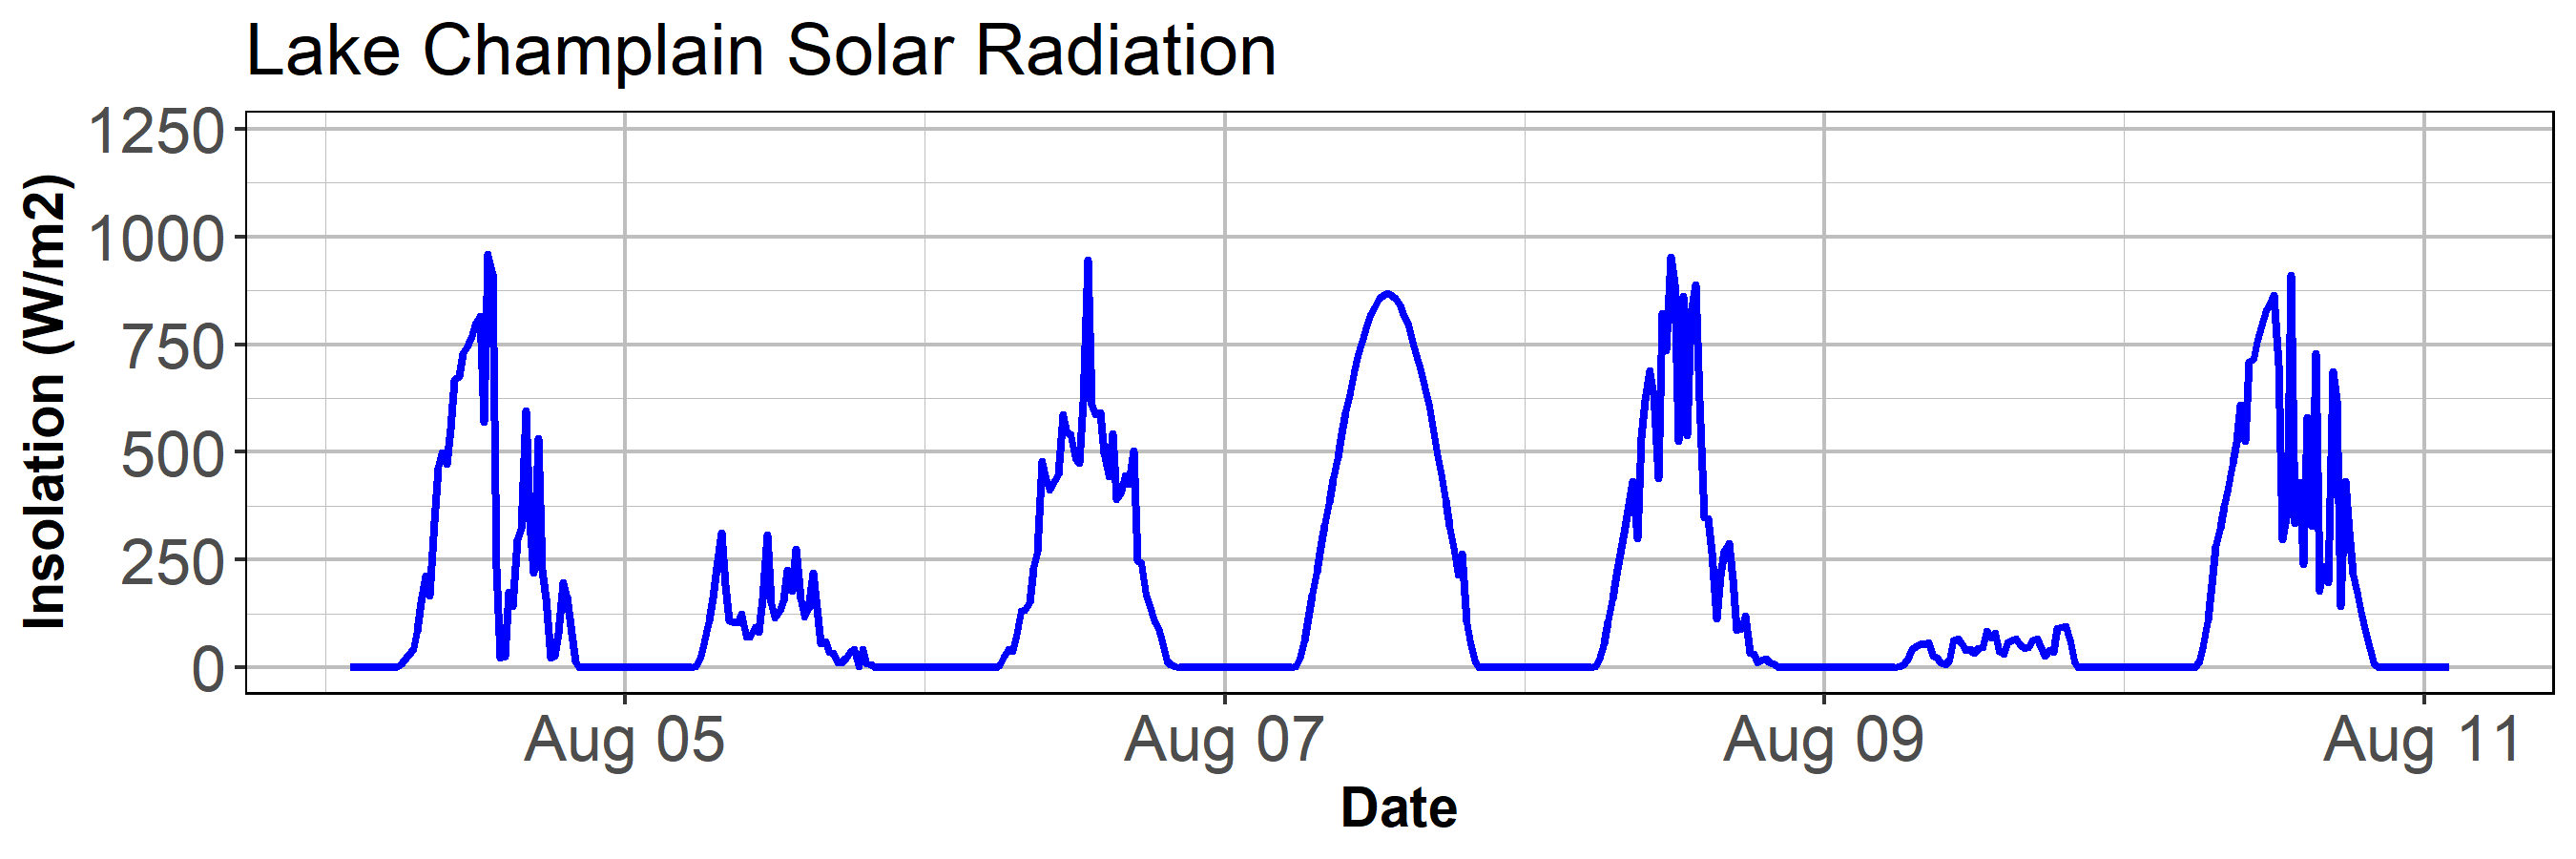 Lake Champlain Solar Radiation
Insolation (W/m2)
1250
1000
750
500
250
0
Aug 05 Aug 07 Aug 09 Aug 11
Date